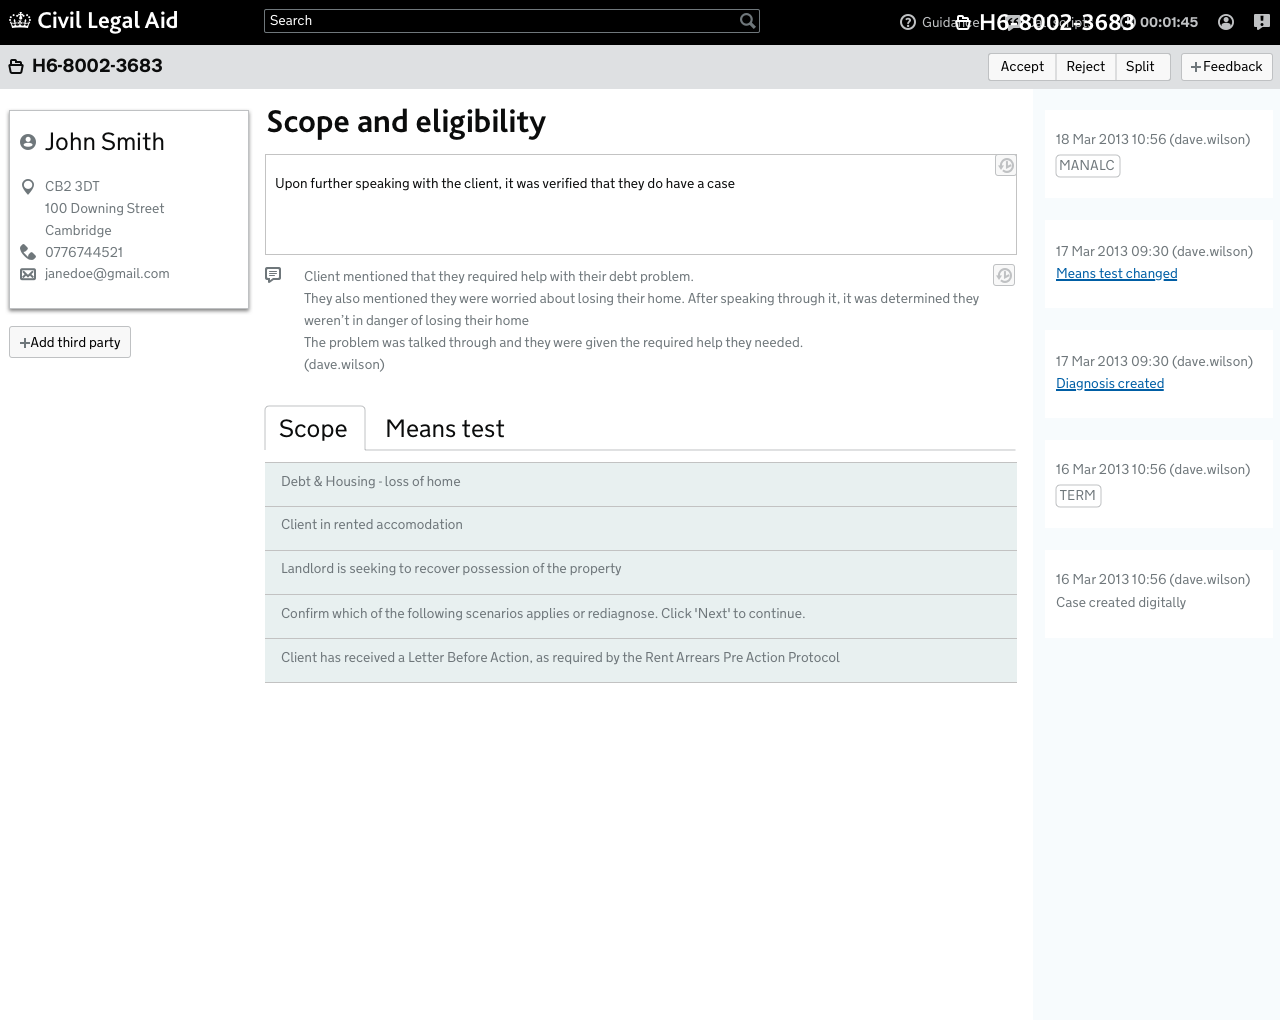 Civil Legal Aid
Search
Guidance
H6-8002-3683
00:01:45
H6-8002-3683
Accept
Reject
Split
+Feedback
John Smith
CB2 3DT
100 Downing Street
Cambridge
0776744521
janedoe@gmail.com
+Add third party
Scope and eligibility
Upon further speaking with the client, it was verified that they do have a case
Client mentioned that they required help with their debt problem.
They also mentioned they were worried about losing their home. After speaking through it, it was determined they
weren't in danger of losing their home
The problem was talked through and they were given the required help they needed.
(dave.wilson)
Scope
Means test
Debt & Housing - loss of home
Client in rented accomodation
Landlord is seeking to recover possession of the property
Confirm which of the following scenarios applies or rediagnose. Click 'Next' to continue.
Client has received a Letter Before Action, as required by the Rent Arrears Pre Action Protocol
18 Mar 2013 10:56 (dave.wilson)
MANALC
17 Mar 2013 09:30 (dave.wilson)
Means test changed
17 Mar 2013 09:30 (dave.wilson)
Diagnosis created
16 Mar 2013 10:56 (dave.wilson)
TERM
16 Mar 2013 10:56 (dave.wilson)
Case created digitally